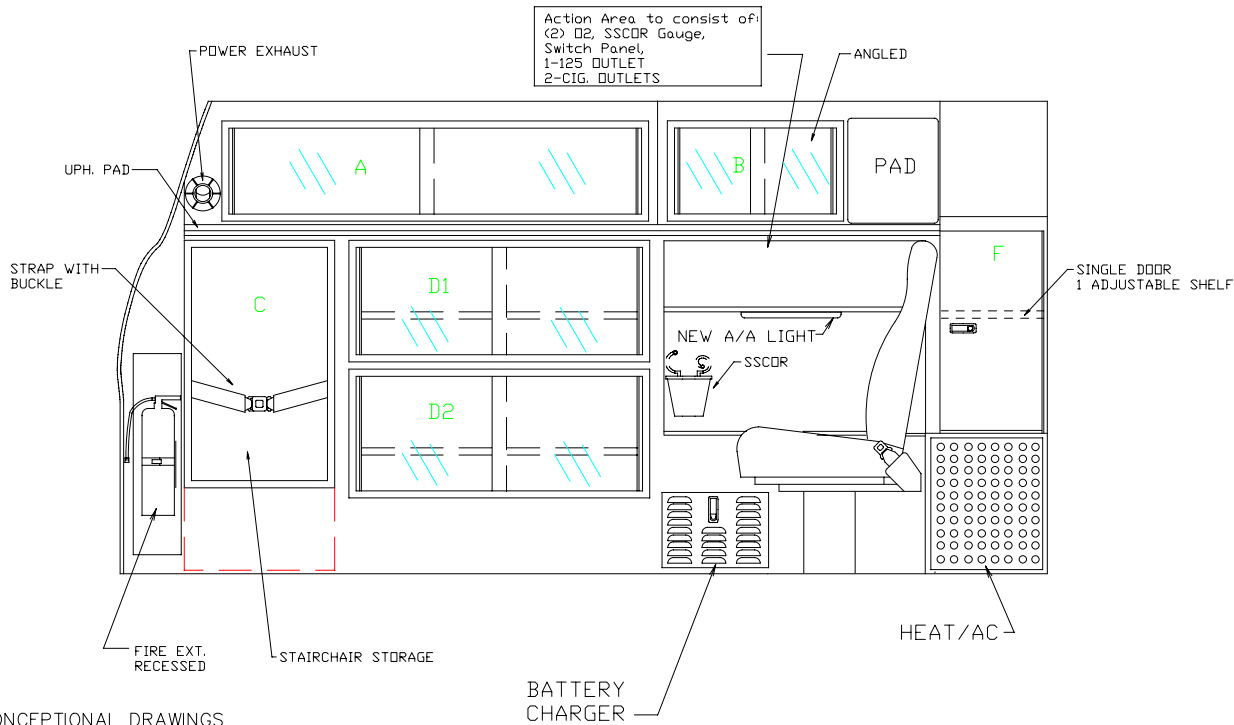 Action Area to consist of:
(2) O2, SSCOR Gauge,
Switch Panel,
1-125 OUTLET
2-CIG. OUTLETS
POWER EXHAUST
ANGLED
UPH. PAD
A
B
PAD
STRAP WITH
BUCKLE
C
D1
F
SINGLE DOOR
1 ADJUSTABLE SHELF
NEW A/A LIGHT
SSCOR
D2
HEAT/AC
FIRE EXT.
RECESSED
STAIRCHAIR STORAGE
BATTERY
CHARGER
ONCEPTIONAL DRAWINGS